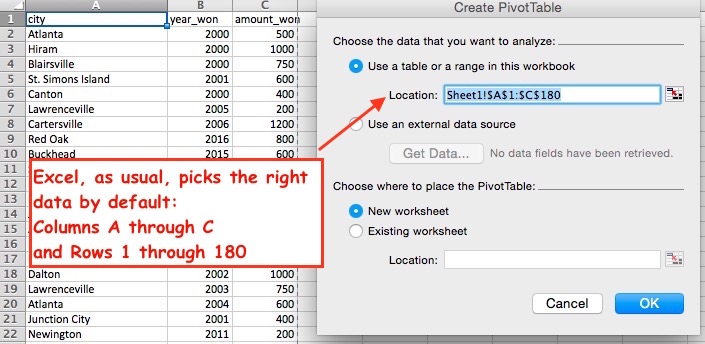 A B C
1 city year_won amount_won
2 Atlanta 2000 500
3 Hiram 2000 1000
4 Blairsville 2000 750
5 St. Simons Island 2001 600
6 Canton 2000 400
7 Lawrenceville 2005 200
8 Cartersville 2006 1200
9 Red Oak 2016 800
10 Buckhead 2015 600
11
12
13
14
15
16
17
18 Dalton 2002 1000
19 Lawrenceville 2003 750
20 Atlanta 2004 600
21 Junction City 2001 400
22 Newington 2011 200
Excel, as usual, picks the right
data by default:
Columns A through C
and Rows 1 through 180
Create PivotTable
Choose the data that you want to analyze:
Use a table or a range in this workbook
Location: Sheet1!$A$1:$C$180
Use an external data source
Get Data... No data fields have been retrieved.
Choose where to place the PivotTable:
New worksheet
Existing worksheet
Location:
Cancel OK